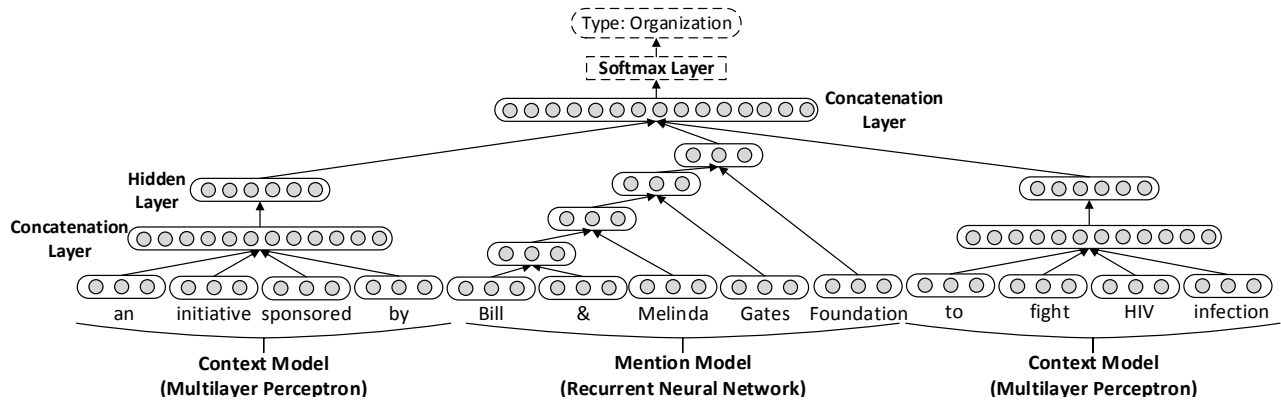 Type: Organization
Softmax Layer
Concatenation
Layer
Hidden
Layer
Concatenation
Layer
an initiative sponsored by Bill & Melinda Gates Foundation to fight HIV infection
Context Model
(Multilayer Perceptron)
Mention Model
(Recurrent Neural Network)
Context Model
(Multilayer Perceptron)